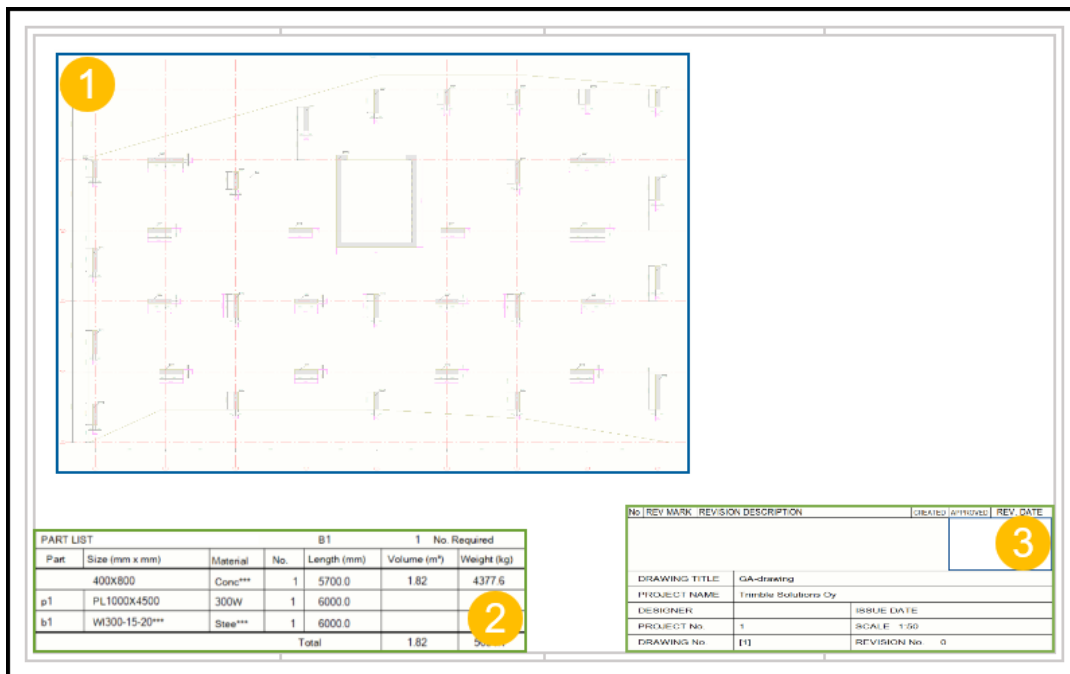 1
PART LIST B1 1 No. Required
Part Size (mm x mm) Material No. Length (mm) Volume (m³) Weight (kg)
400X800 Conc*** 1 5700.0 1.82 4377.6
p1 PL1000X4500 300W 1 6000.0
b1 WI300-15-20*** Stee*** 1 6000.0
2
Total 1.82
No REV MARK REVISION DESCRIPTION CREATED APPROVED REV. DATE
3
DRAWING TITLE GA-drawing
PROJECT NAME Trimble Solutions Oy
DESIGNER ISSUE DATE
PROJECT No. 1 SCALE 1:50
DRAWING No [1] REVISION No. 0